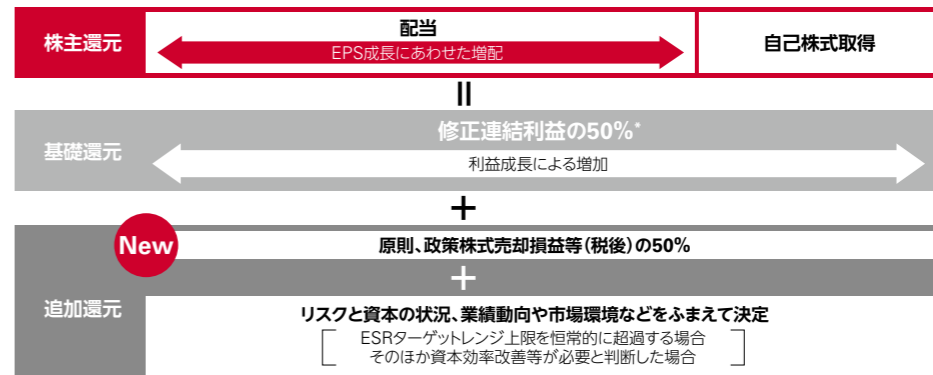 株主還元
配当
EPS成長にあわせた増配
自己株式取得
=
基礎還元
修正連結利益の50%*
利益成長による増加
+
New
追加還元
原則、政策株式売却損益等(税後)の50%
+
リスクと資本の状況、業績動向や市場環境などをふまえて決定
ESRターゲットレンジ上限を恒常的に超過する場合
そのほか資本効率改善等が必要と判断した場合